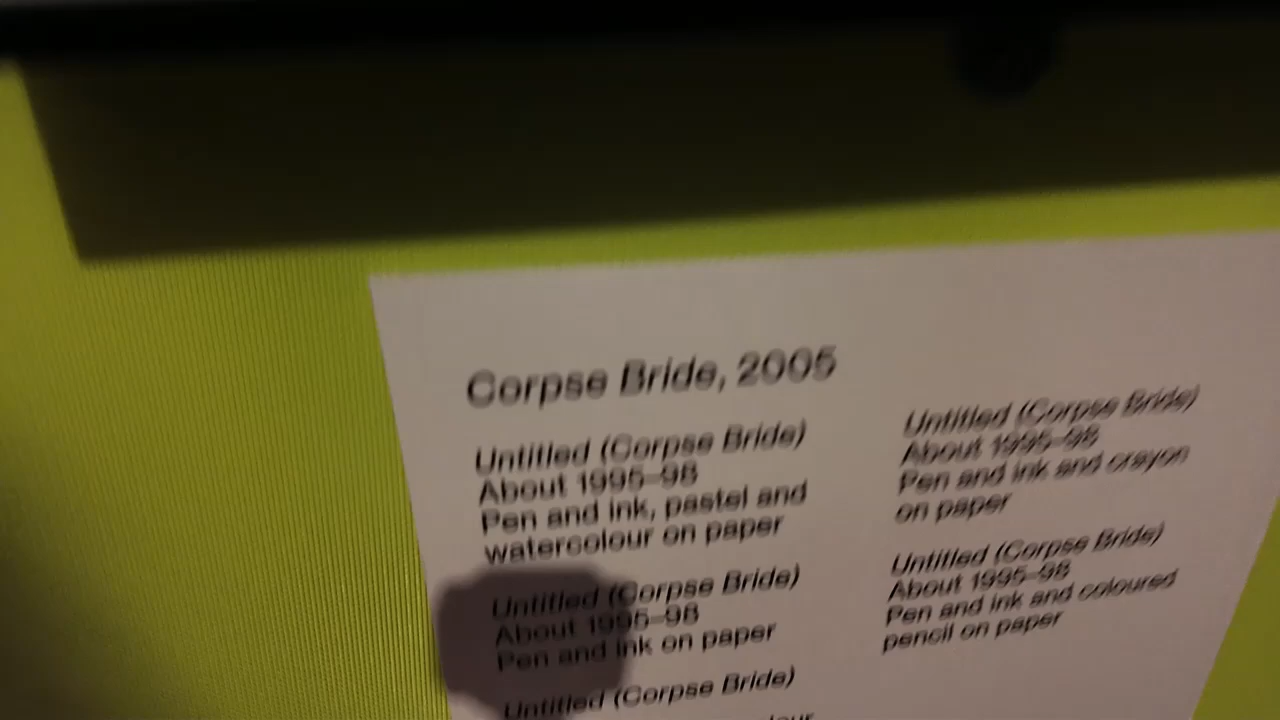 Corpse Bride, 2005
Untitled (Corpse Bride)
About 1995–98
Pen and ink, pastel and
watercolour on paper
Untitled (Corpse Bride)
About 1995–98
Pen and ink on paper
Untitled (Corpse Bride)
Untitled (Corpse Bride)
About 1995–98
Pen and ink and crayon
on paper
Untitled (Corpse Bride)
About 1995–98
Pen and ink and coloured
pencil on paper